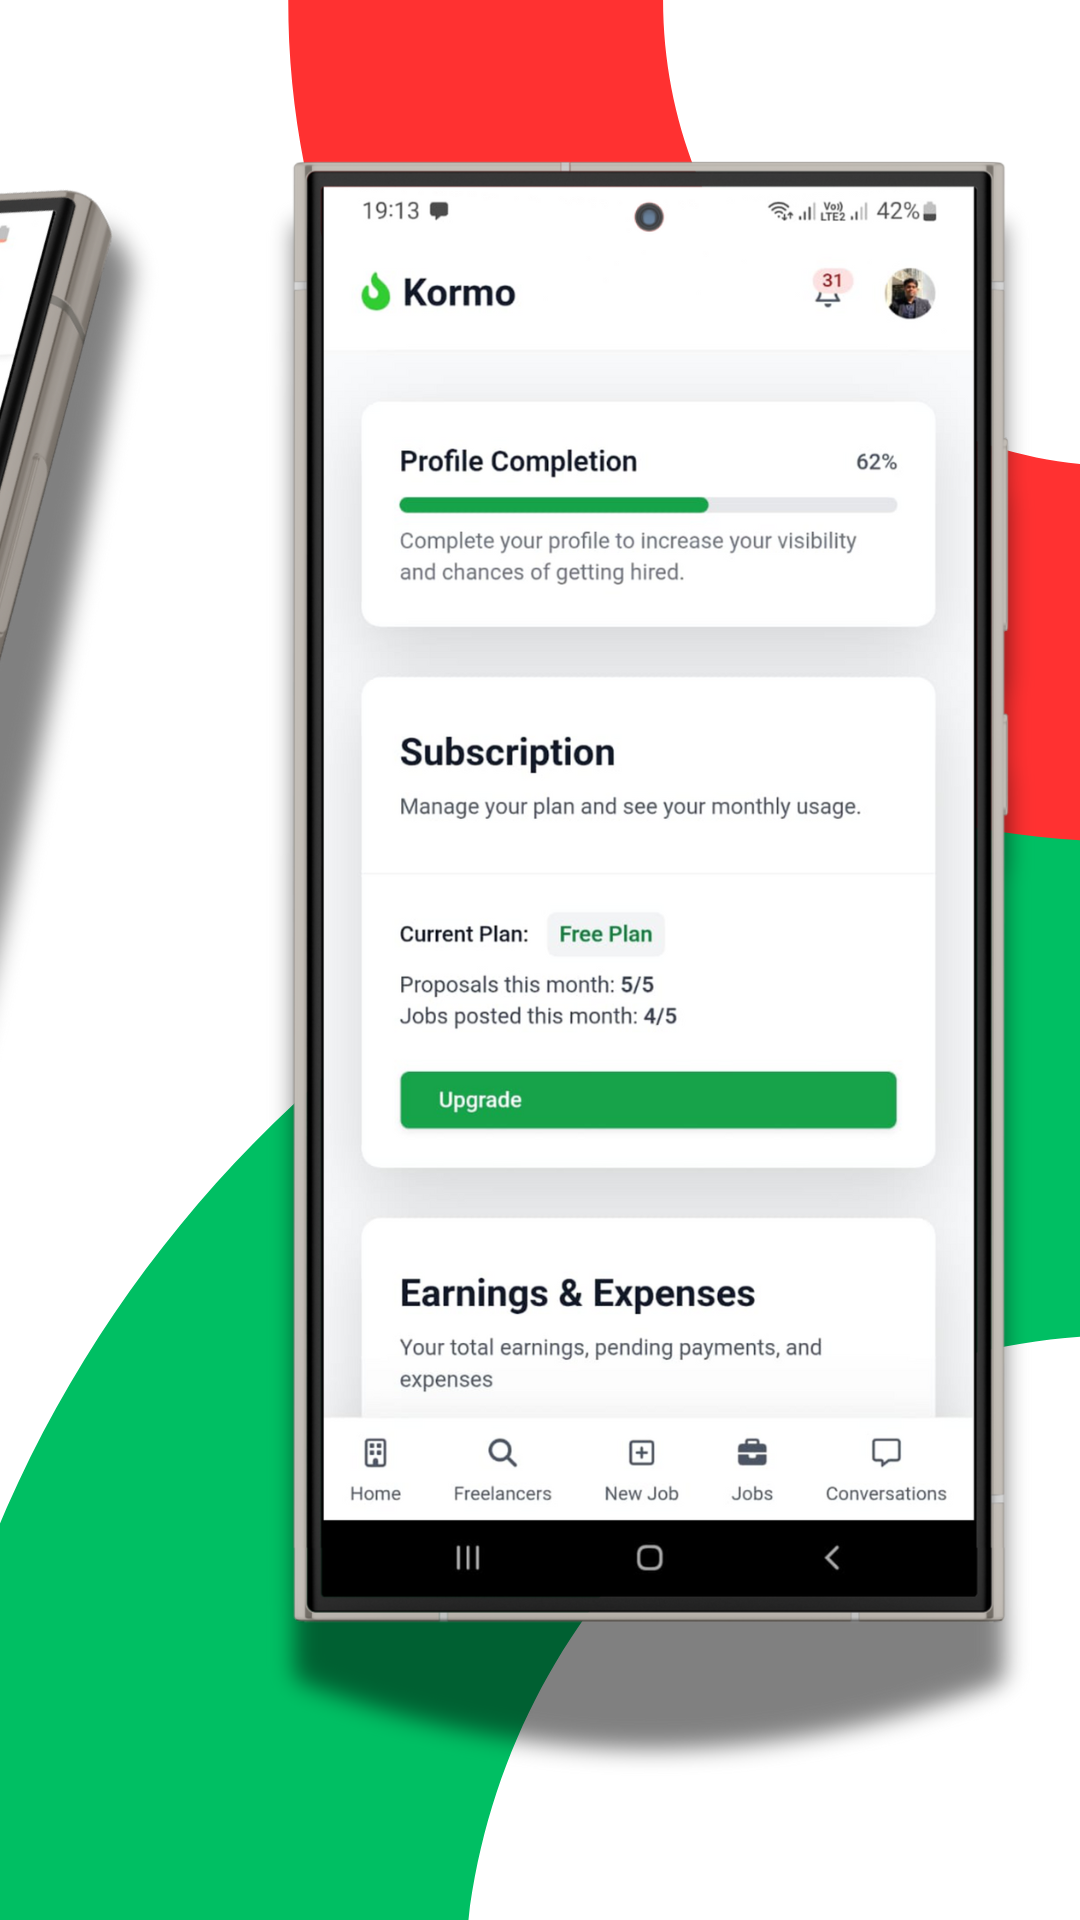 19:13
Vo)) LTE2 42%
Kormo
31
Profile Completion 62%
Complete your profile to increase your visibility
and chances of getting hired.
Subscription
Manage your plan and see your monthly usage.
Current Plan: Free Plan
Proposals this month: 5/5
Jobs posted this month: 4/5
Upgrade
Earnings & Expenses
Your total earnings, pending payments, and
expenses
Home Freelancers New Job Jobs Conversations